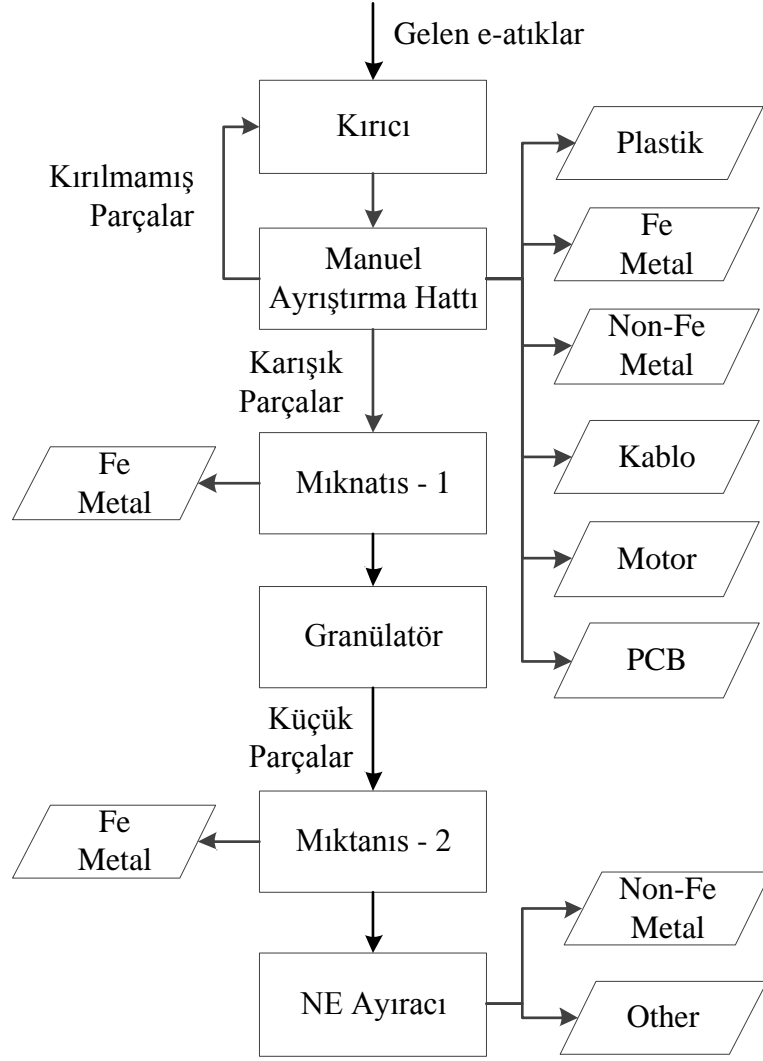 Gelen e-atıklar
Kırıcı
Plastik
Kırılmamış
Parçalar
Fe
Metal
Manuel
Ayrıştırma Hattı
Non-Fe
Metal
Karışık
Parçalar
Kablo
Fe
Metal
Mıknatıs - 1
Motor
Granülatör
PCB
Küçük
Parçalar
Fe
Metal
Mıktanıs - 2
Non-Fe
Metal
NE Ayıracı
Other